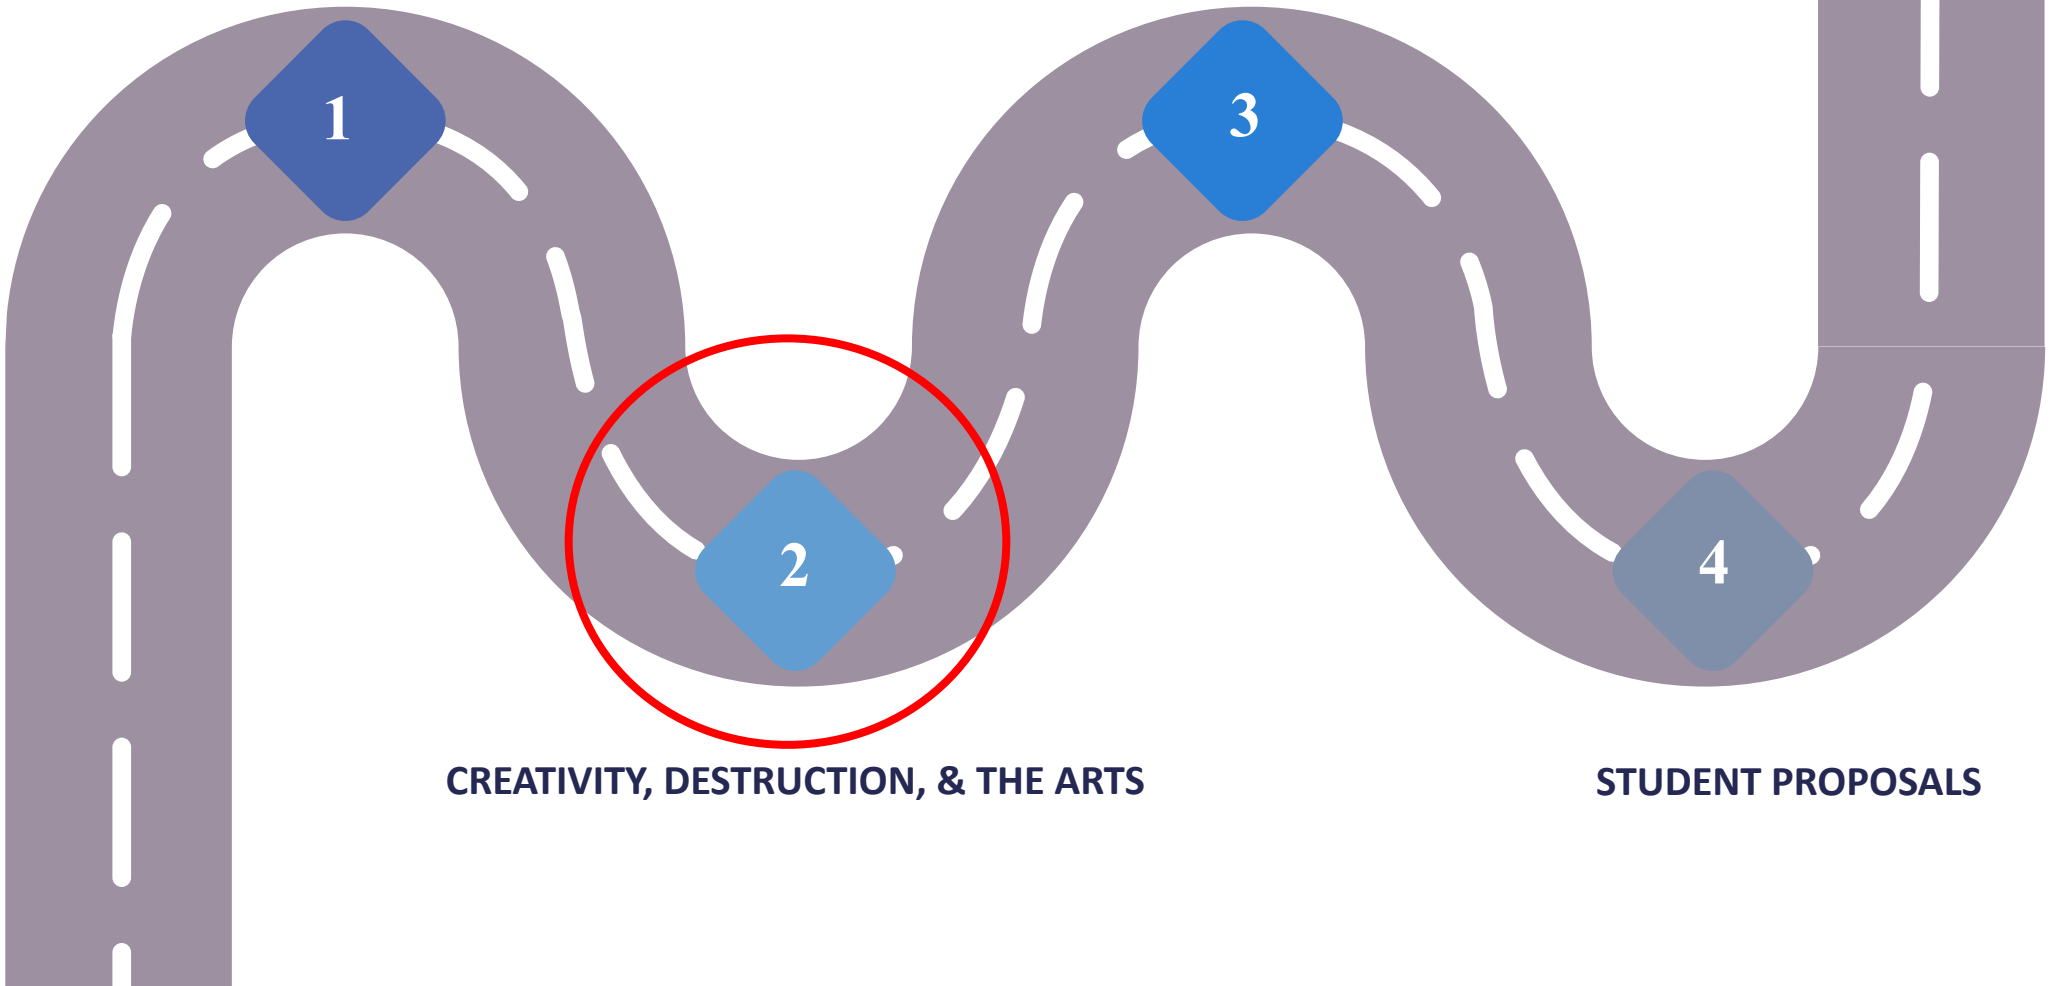 1
3
2
4
CREATIVITY, DESTRUCTION, & THE ARTS
STUDENT PROPOSALS